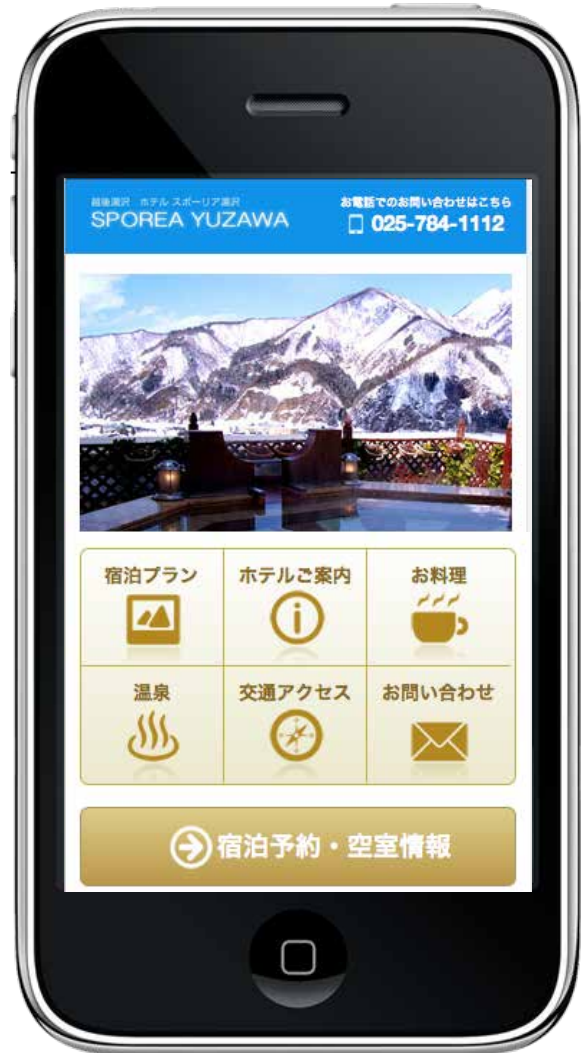 越後湯沢 ホテル スポーリア湯沢
SPOREA YUZAWA
お電話でのお問い合わせはこちら
025-784-1112
宿泊プラン
ホテルご案内
お料理
温泉
交通アクセス
お問い合わせ
宿泊予約・空室情報